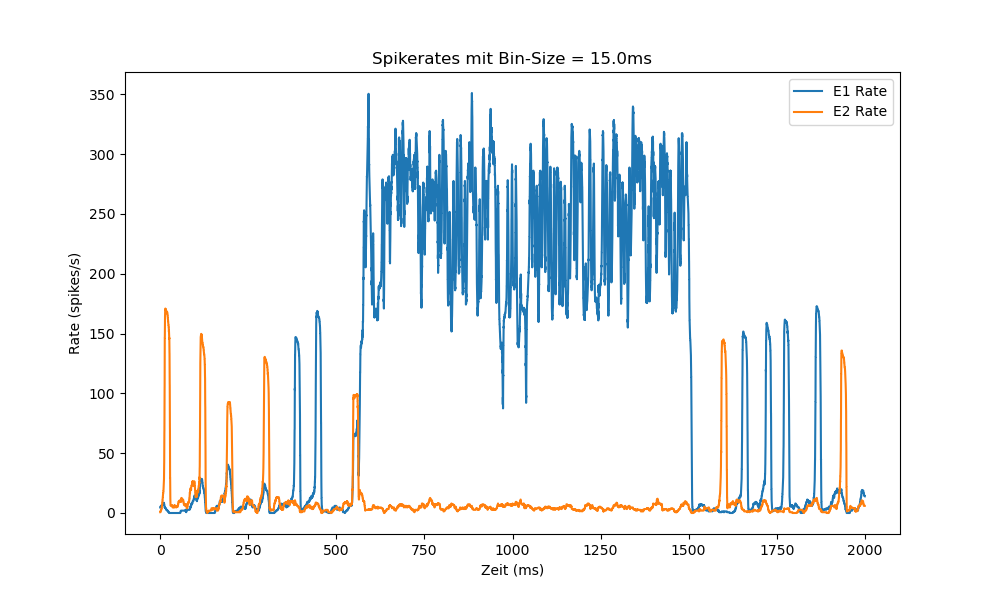 Spikerates mit Bin-Size = 15.0ms
E1 Rate
E2 Rate
Rate (spikes/s)
350
300
250
200
150
100
50
0
0 250 500 750 1000 1250 1500 1750 2000
Zeit (ms)